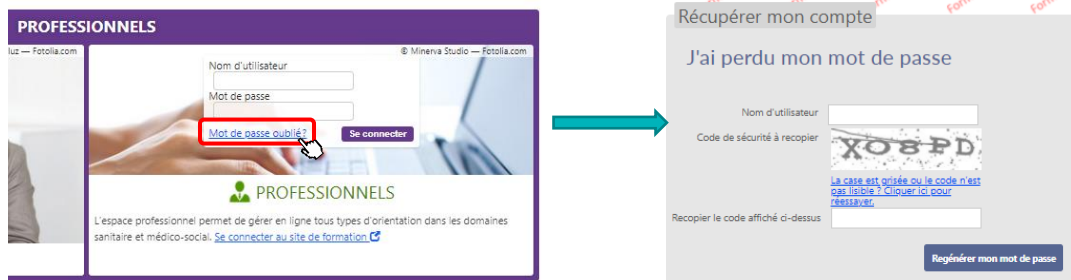 PROFESSIONNELS
luz — Fotolia.com
© Minerva Studio — Fotolia.com
Nom d'utilisateur
Mot de passe
Mot de passe oublié?
Se connecter
PROFESSIONNELS
L'espace professionnel permet de gérer en ligne tous types d'orientation dans les domaines
sanitaire et médico-social. Se connecter au site de formation
Récupérer mon compte
J'ai perdu mon mot de passe
Nom d'utilisateur
Code de sécurité à recopier
XO8PD
La case est grisée ou le code n'est
pas lisible ? Cliquer ici pour
réessayer.
Recopier le code affiché ci-dessus
Regénérer mon mot de passe